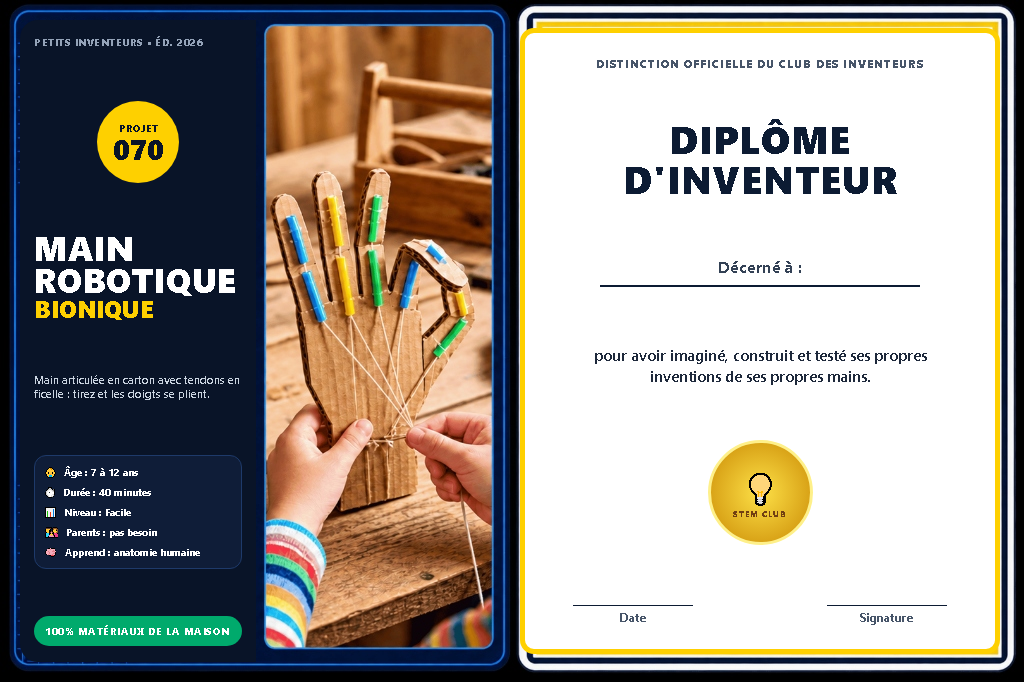 PETITS INVENTEURS • ÉD. 2026
PROJET
070
MAIN
ROBOTIQUE
BIONIQUE
Main articulée en carton avec tendons en
ficelle : tirez et les doigts se plient.
Âge : 7 à 12 ans
Durée : 40 minutes
Niveau : Facile
Parents : pas besoin
Apprend : anatomie humaine
100% MATÉRIAUX DE LA MAISON
DISTINCTION OFFICIELLE DU CLUB DES INVENTEURS
DIPLÔME
D'INVENTEUR
Décerné à :
pour avoir imaginé, construit et testé ses propres
inventions de ses propres mains.
STEM CLUB
Date
Signature